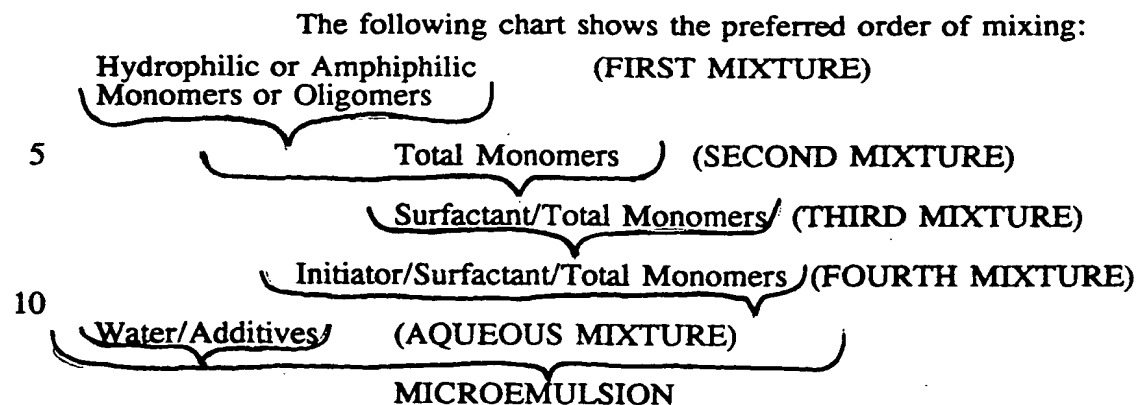 The following chart shows the preferred order of mixing:
Hydrophilic or Amphiphilic (FIRST MIXTURE)
Monomers or Oligomers
5 Total Monomers (SECOND MIXTURE)
Surfactant/Total Monomers (THIRD MIXTURE)
Initiator/Surfactant/Total Monomers (FOURTH MIXTURE)
10
Water/Additives (AQUEOUS MIXTURE)
MICROEMULSION